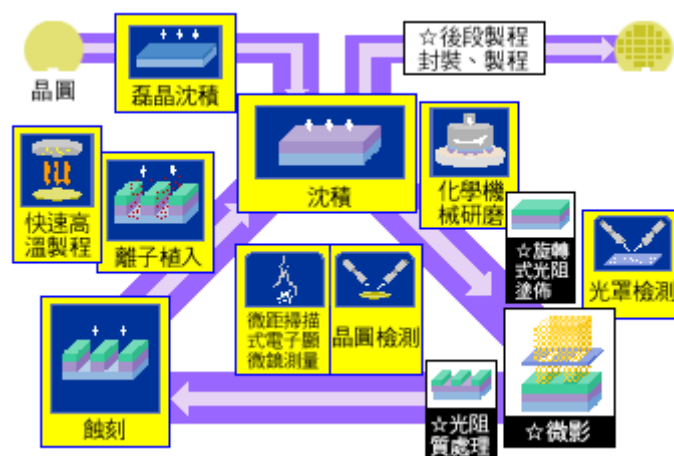 晶圓
磊晶沈積
☆後段製程
封裝、製程
沈積
化學機
械研磨
快速高
溫製程
離子植入
☆旋轉
式光阻
塗佈
光罩檢測
微距掃描
式電子顯
微鏡測量
晶圓檢測
蝕刻
☆光阻
質處理
☆微影